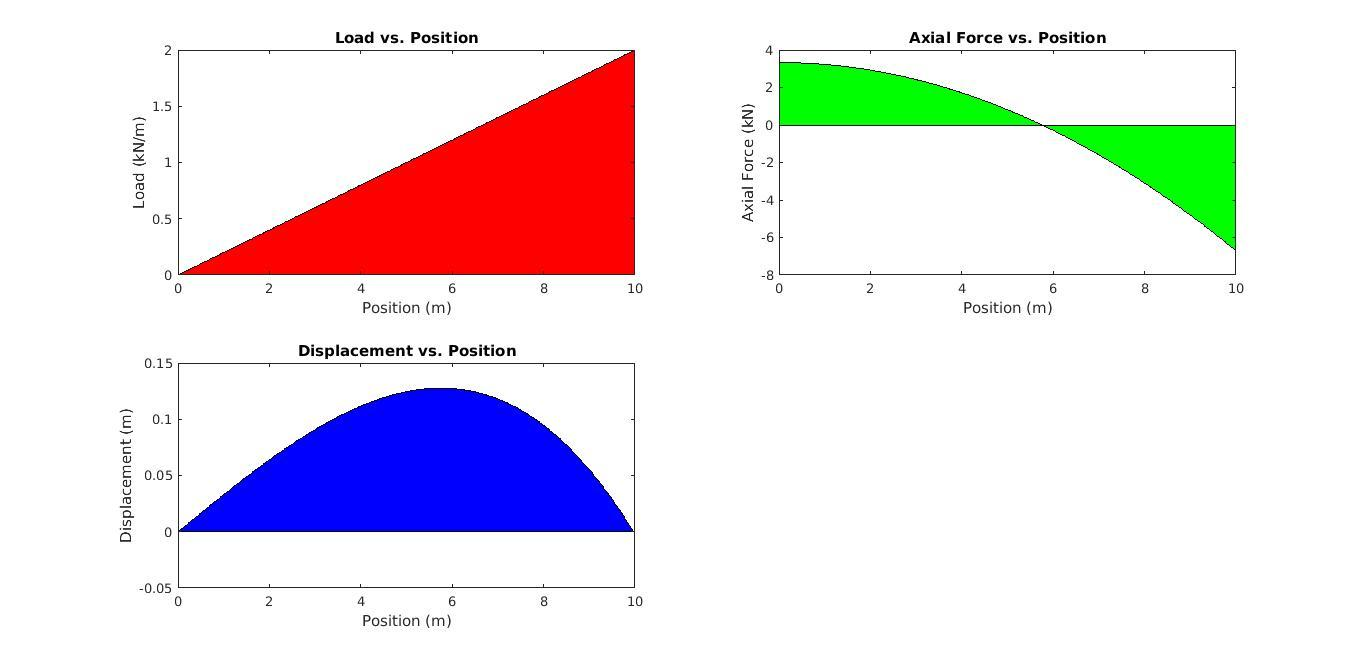 Load vs. Position
2
1.5
1
0.5
0
Load (kN/m)
0 2 4 6 8 10
Position (m)
Axial Force vs. Position
4
2
0
-2
-4
-6
-8
Axial Force (kN)
0 2 4 6 8 10
Position (m)
Displacement vs. Position
0.15
0.1
0.05
0
-0.05
Displacement (m)
0 2 4 6 8 10
Position (m)